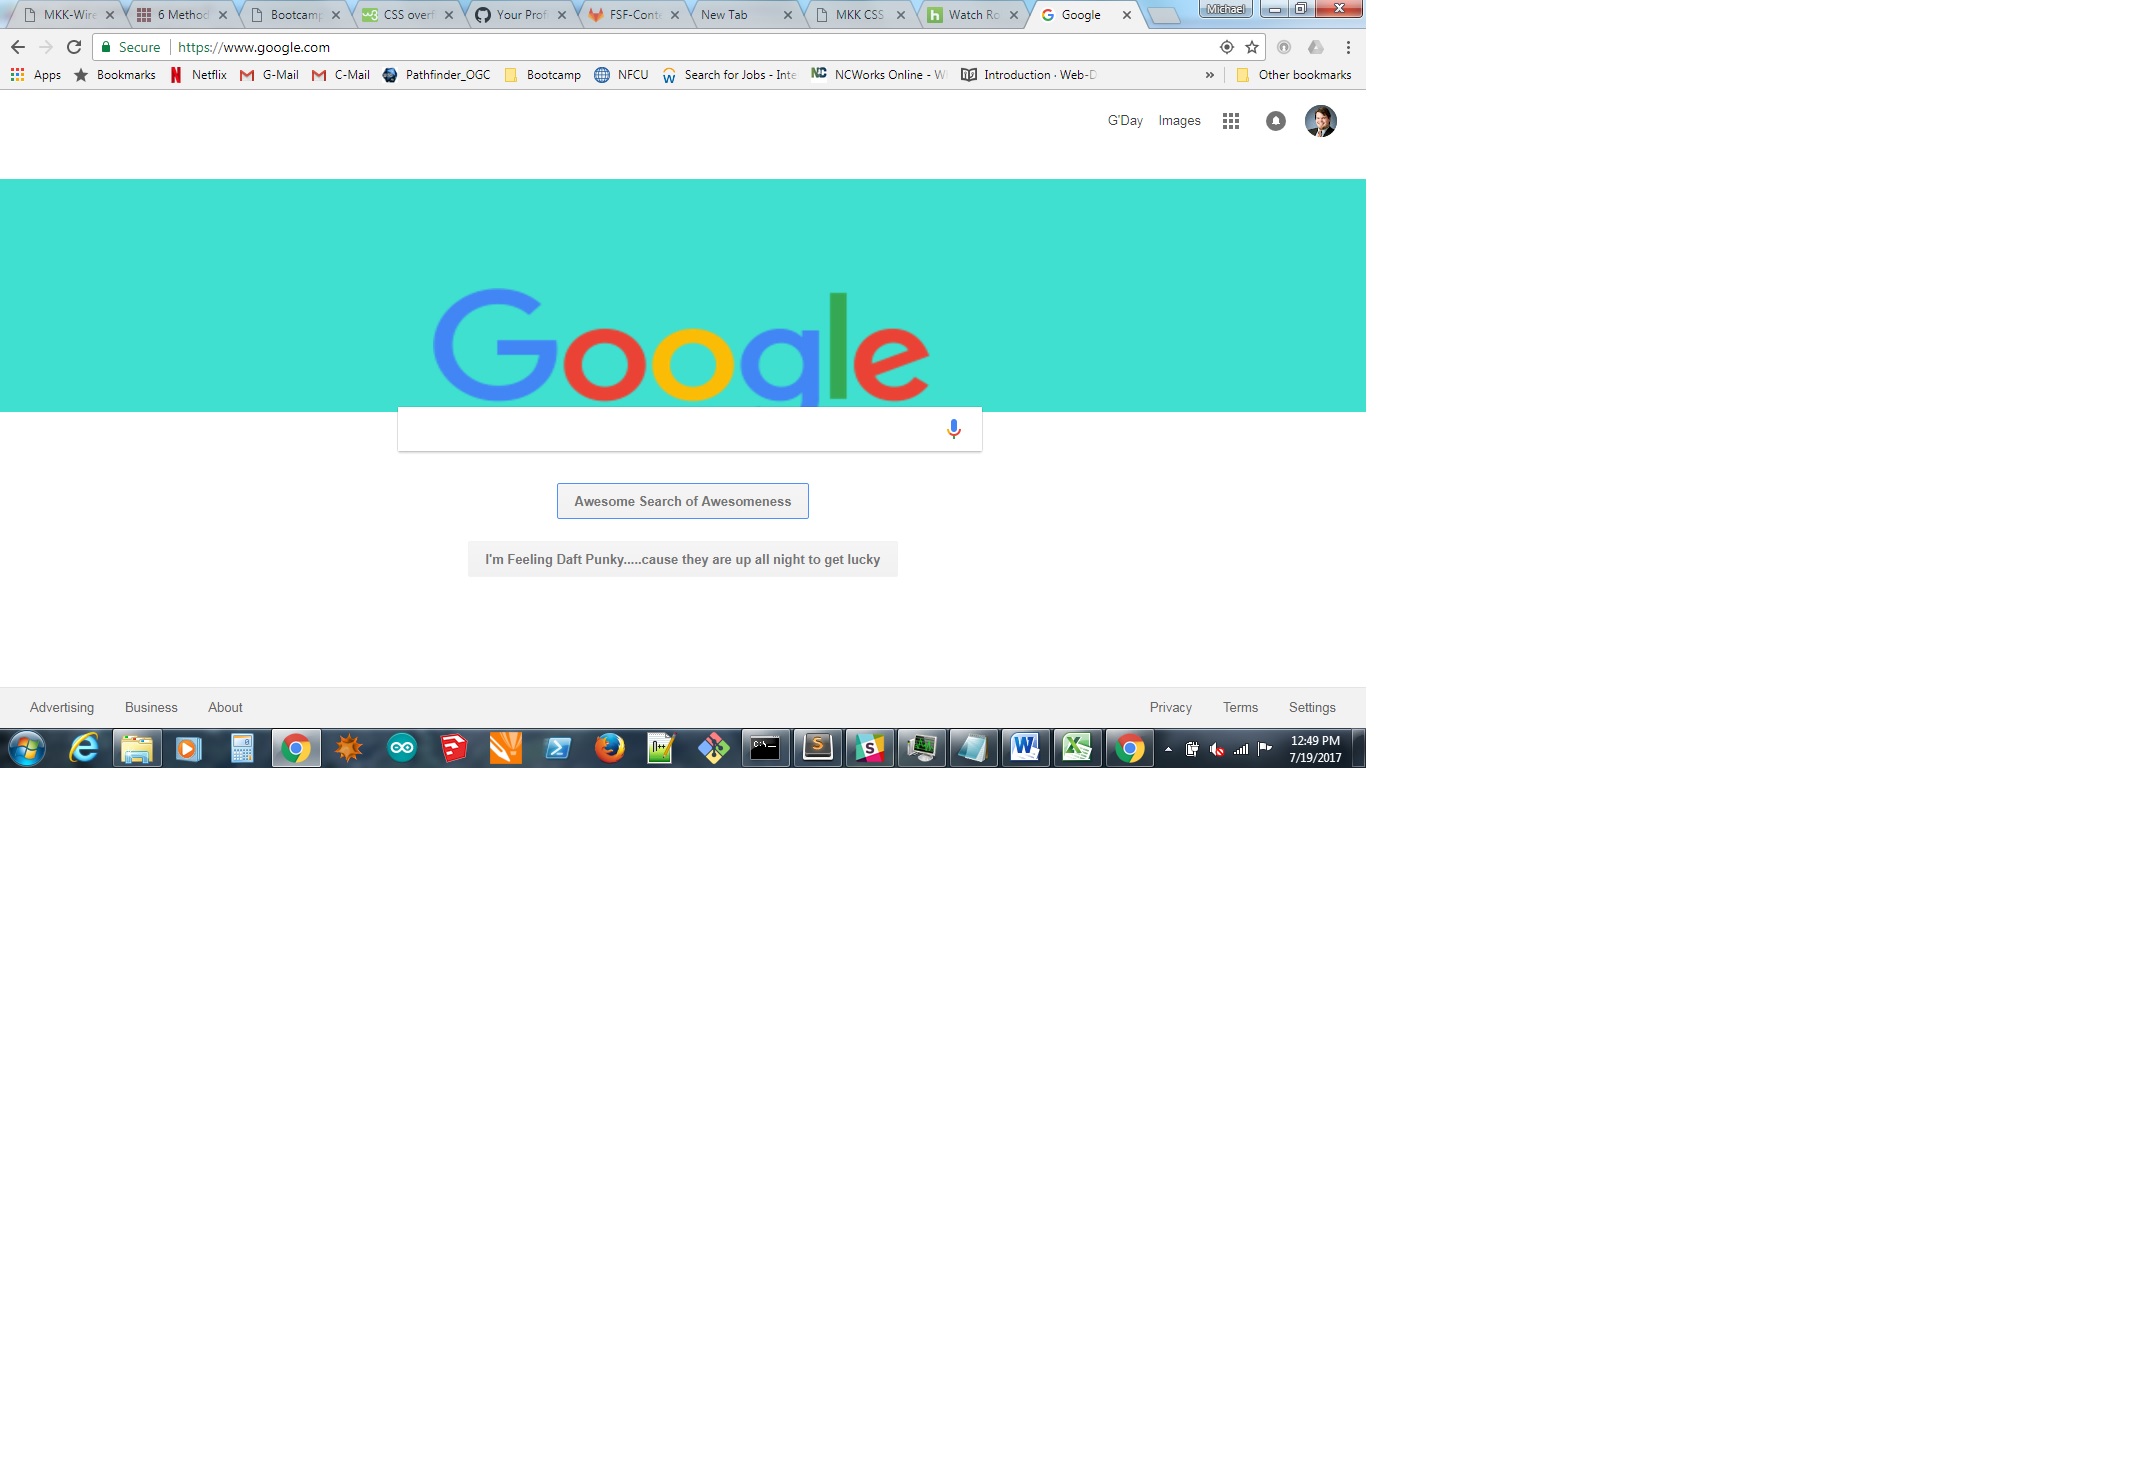 MKK-Wire
6 Method
Bootcamp
CSS overf
Your Profi
FSF-Conte
New Tab
MKK CSS
Watch Ro
Google
Michael
Secure
https://www.google.com
Apps
Bookmarks
Netflix
G-Mail
C-Mail
Pathfinder_OGC
Bootcamp
NFCU
Search for Jobs - Inte
NCWorks Online - W
Introduction · Web-D
»
Other bookmarks
G'Day
Images
Google
Awesome Search of Awesomeness
I'm Feeling Daft Punky.....cause they are up all night to get lucky
Advertising
Business
About
Privacy
Terms
Settings
12:49 PM
7/19/2017